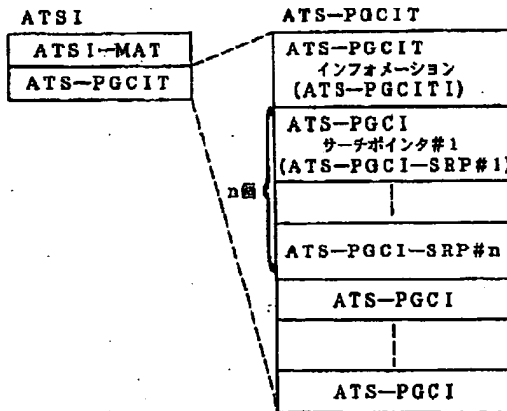 ATSI
ATSI-MAT
ATS-PGCIT
ATS-PGCIT
ATS-PGCIT
インフォメーション
(ATS-PGCITI)
ATS-PGCI
サーチポインタ#1
(ATS-PGCI-SRP#1)
n個
ATS-PGCI-SRP#n
ATS-PGCI
ATS-PGCI